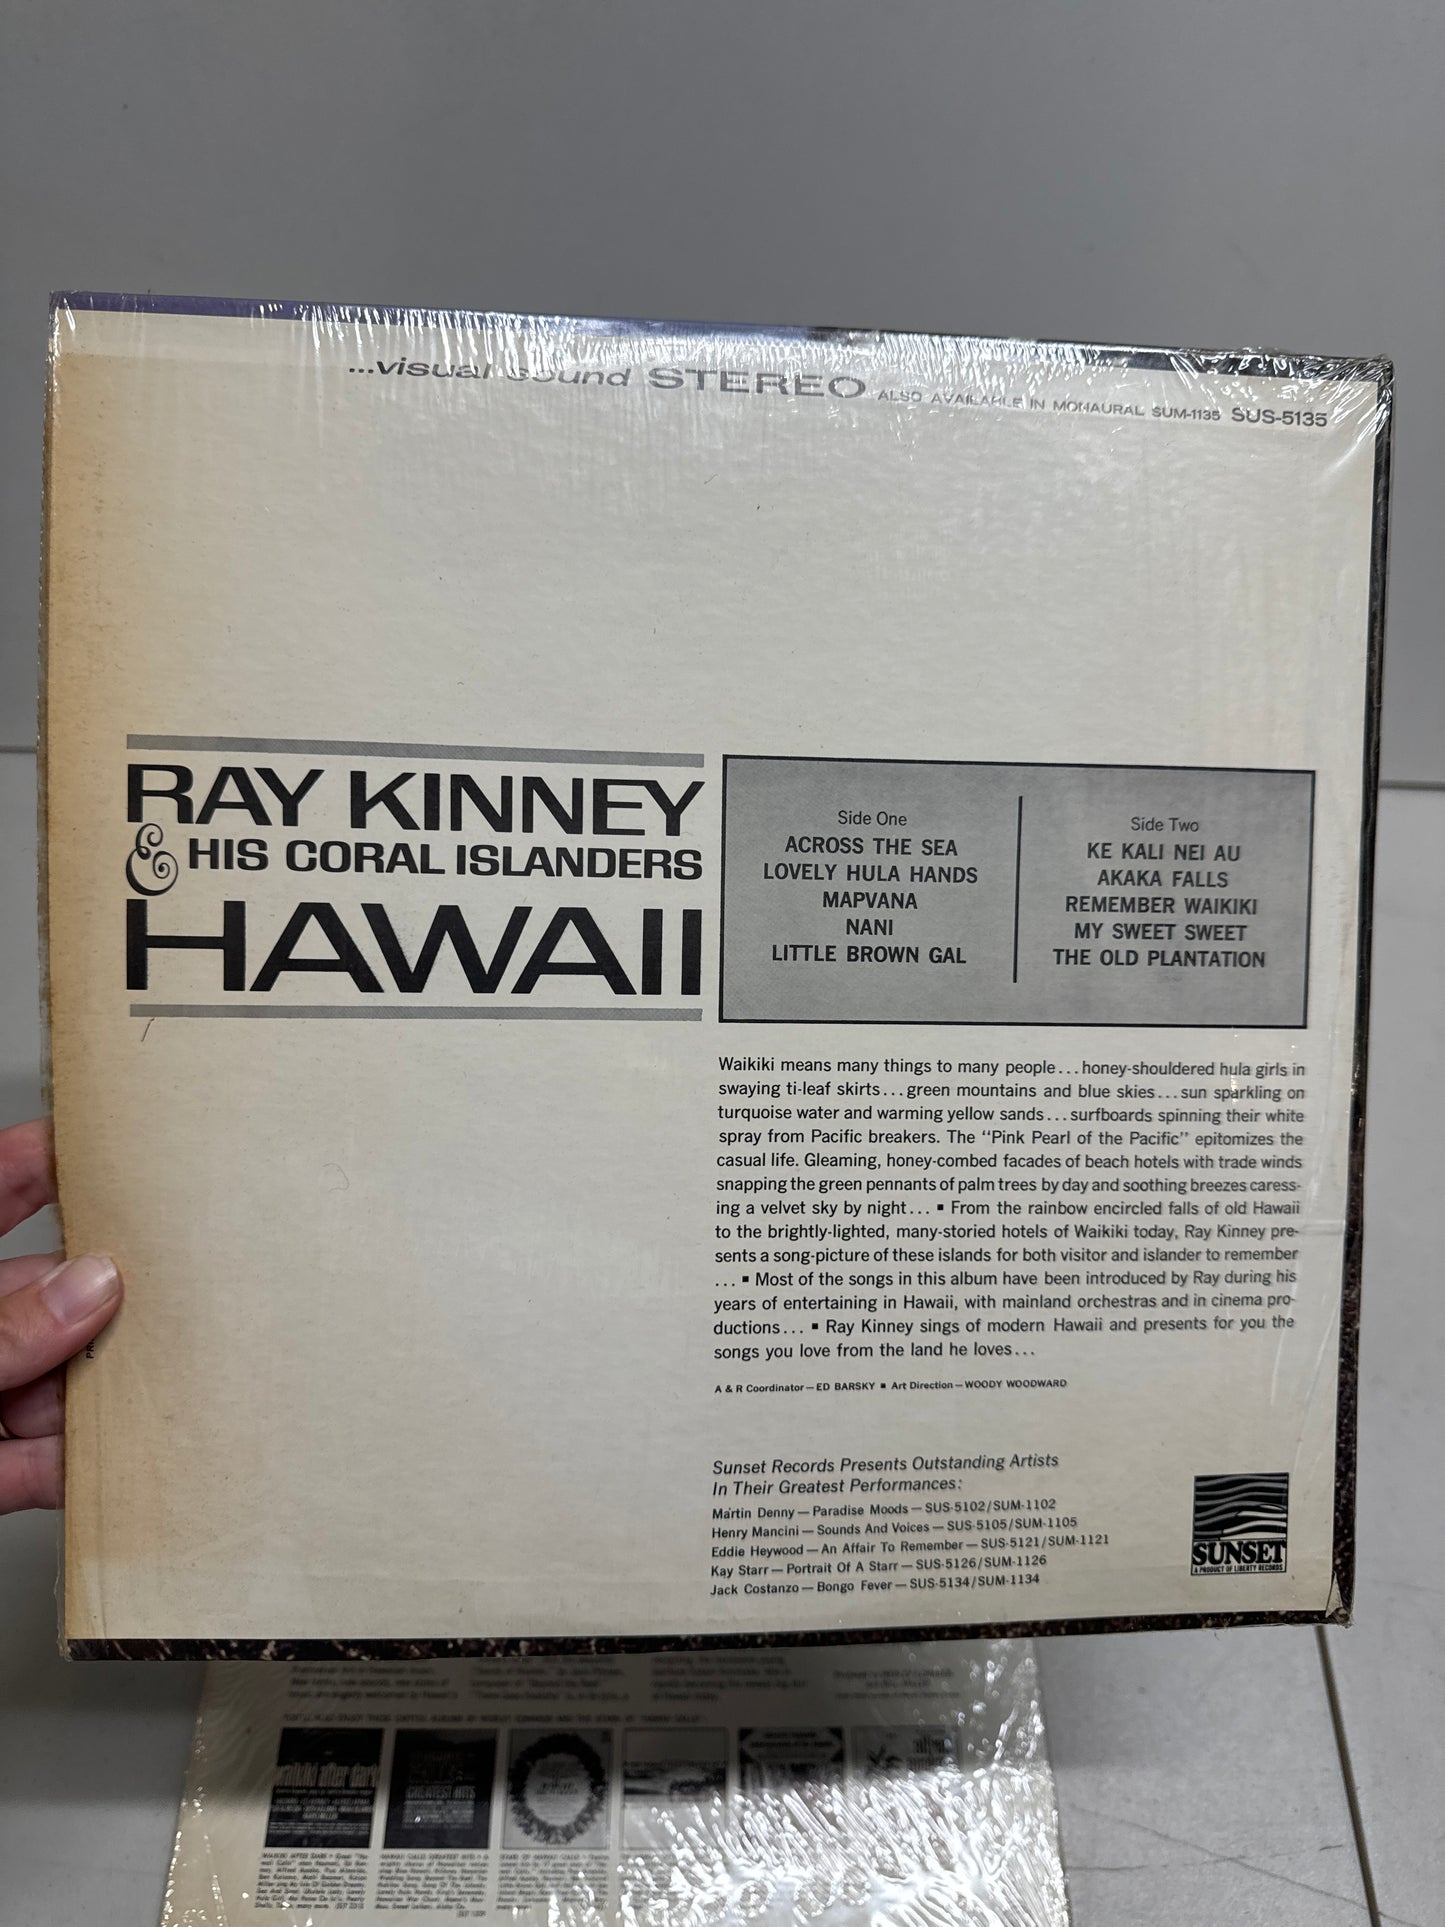 ...visual sound STEREO ALSO AVAILABLE IN MONAURAL SUM-1135 SUS-5135
RAY KINNEY
& HIS CORAL ISLANDERS
HAWAII
Side One
ACROSS THE SEA
LOVELY HULA HANDS
MAPVANA
NANI
LITTLE BROWN GAL
Side Two
KE KALI NEI AU
AKAKA FALLS
REMEMBER WAIKIKI
MY SWEET SWEET
THE OLD PLANTATION
Waikiki means many things to many people...honey-shouldered hula girls in
swaying ti-leaf skirts...green mountains and blue skies...sun sparkling on
turquoise water and warming yellow sands...surfboards spinning their white
spray from Pacific breakers. The "Pink Pearl of the Pacific" epitomizes the
casual life. Gleaming, honey-combed facades of beach hotels with trade winds
snapping the green pennants of palm trees by day and soothing breezes caress-
ing a velvet sky by night... ▪ From the rainbow encircled falls of old Hawaii
to the brightly-lighted, many-storied hotels of Waikiki today, Ray Kinney pre-
sents a song-picture of these islands for both visitor and islander to remember
... ▪ Most of the songs in this album have been introduced by Ray during his
years of entertaining in Hawaii, with mainland orchestras and in cinema pro-
ductions... ▪ Ray Kinney sings of modern Hawaii and presents for you the
songs you love from the land he loves...
A & R Coordinator—ED BARSKY ▪ Art Direction—WOODY WOODWARD
Sunset Records Presents Outstanding Artists
In Their Greatest Performances:
Martin Denny — Paradise Moods — SUS-5102/SUM-1102
Henry Mancini — Sounds And Voices — SUS-5105/SUM-1105
Eddie Heywood — An Affair To Remember — SUS-5121/SUM-1121
Kay Starr — Portrait Of A Starr — SUS-5126/SUM-1126
Jack Costanzo — Bongo Fever — SUS-5134/SUM-1134
SUNSET
A PRODUCT OF LIBERTY RECORDS
waikiki after dark
GREATEST HITS